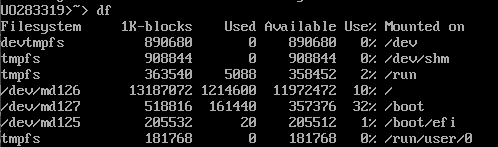 UO283319>~> df
Filesystem     1K-blocks    Used Available Use% Mounted on
devtmpfs          890680       0    890680   0% /dev
tmpfs             908844       0    908844   0% /dev/shm
tmpfs             363540    5088    358452   2% /run
/dev/md126      13187072 1214600  11972472  10% /
/dev/md127        518816  161440    357376  32% /boot
/dev/md125        205532      20    205512   1% /boot/efi
tmpfs             181768       0    181768   0% /run/user/0